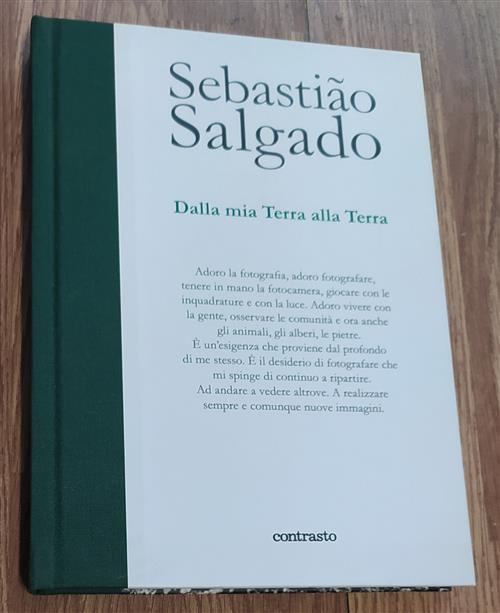 Sebastião
Salgado
Dalla mia Terra alla Terra
Adoro la fotografia, adoro fotografare,
tenere in mano la fotocamera, giocare con le
inquadrature e con la luce. Adoro vivere con
la gente, osservare le comunità e ora anche
gli animali, gli alberi, le pietre.
È un'esigenza che proviene dal profondo
di me stesso. È il desiderio di fotografare che
mi spinge di continuo a ripartire.
Ad andare a vedere altrove. A realizzare
sempre e comunque nuove immagini.
contrasto